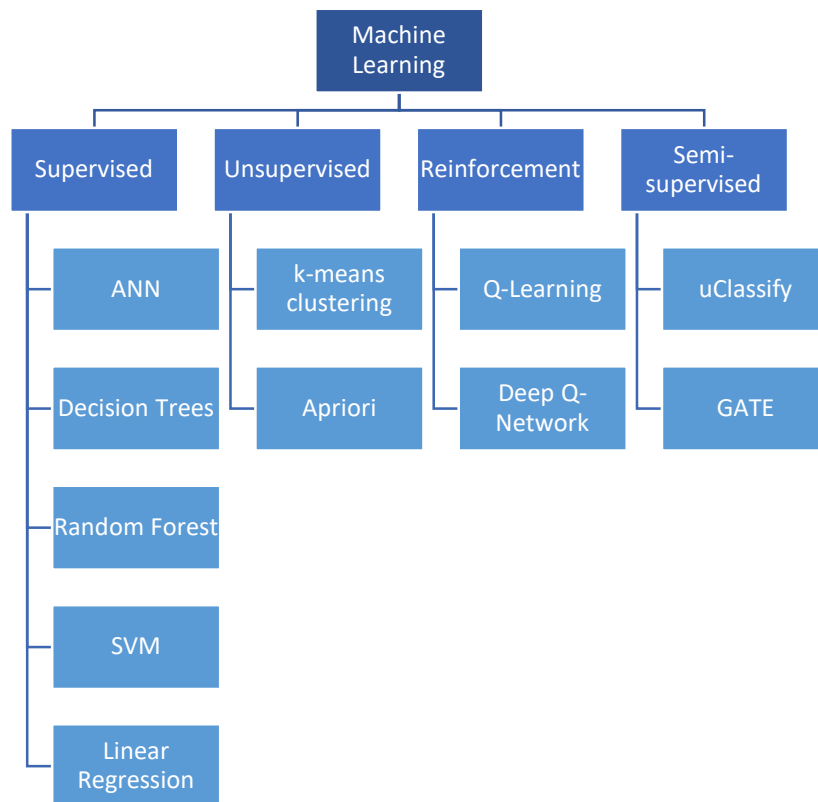 Machine
Learning
Supervised
Unsupervised
Reinforcement
Semi-
supervised
ANN
Decision Trees
Random Forest
SVM
Linear
Regression
k-means
clustering
Apriori
Q-Learning
Deep Q-
Network
uClassify
GATE